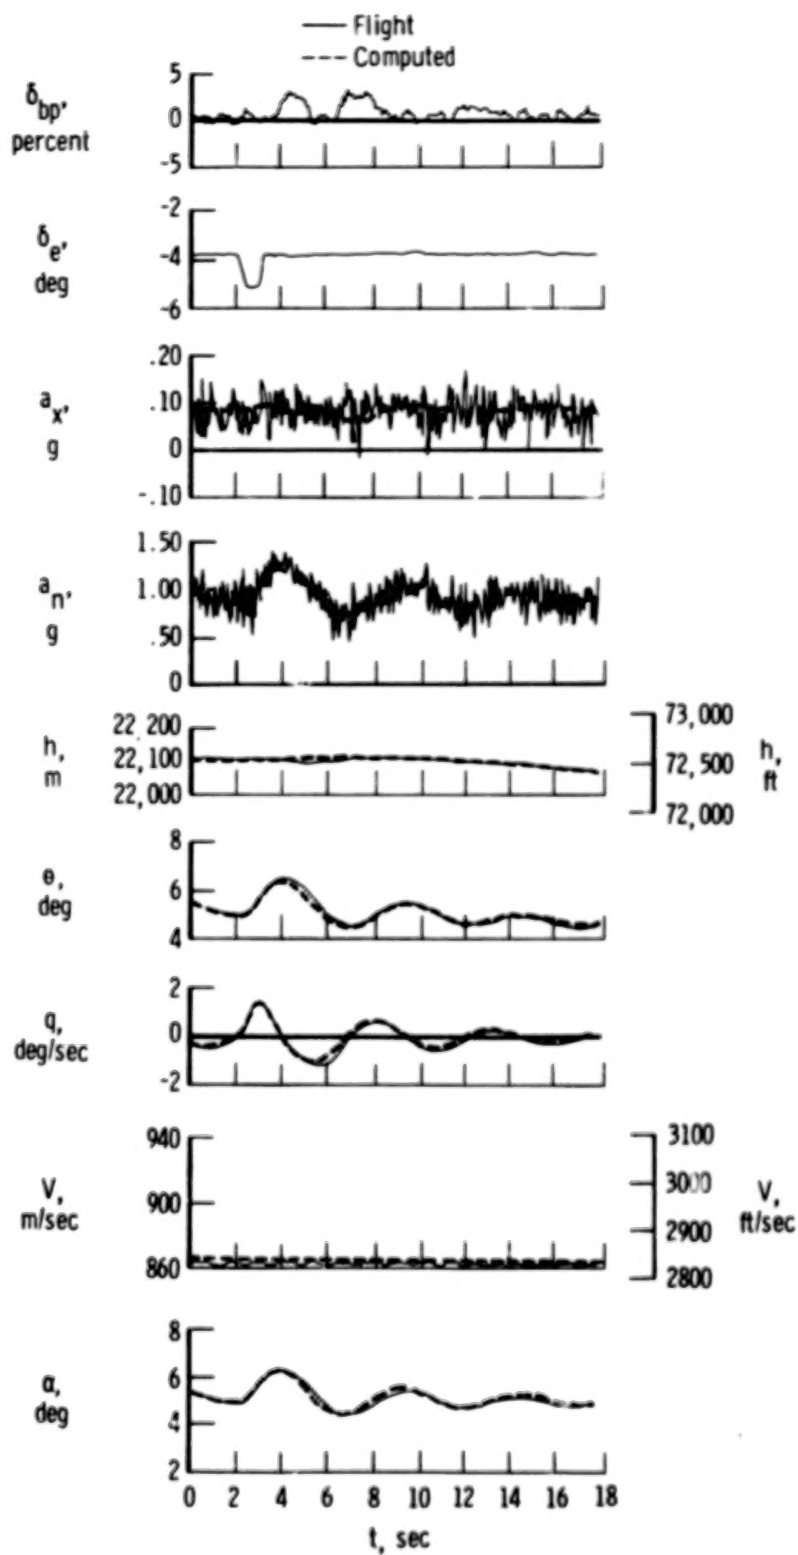 Flight
Computed
δbp, percent
5
0
-5
δe, deg
-2
-4
-6
ax, g
.20
.10
0
-.10
an, g
1.50
1.00
.50
0
h, m
22 200
22,100
22,000
73,000
72,500
72,000
h, ft
θ, deg
8
6
4
q, deg/sec
2
0
-2
V, m/sec
940
900
860
3100
3000
2900
2800
V, ft/sec
α, deg
8
6
4
2
0 2 4 6 8 10 12 14 16 18
t, sec